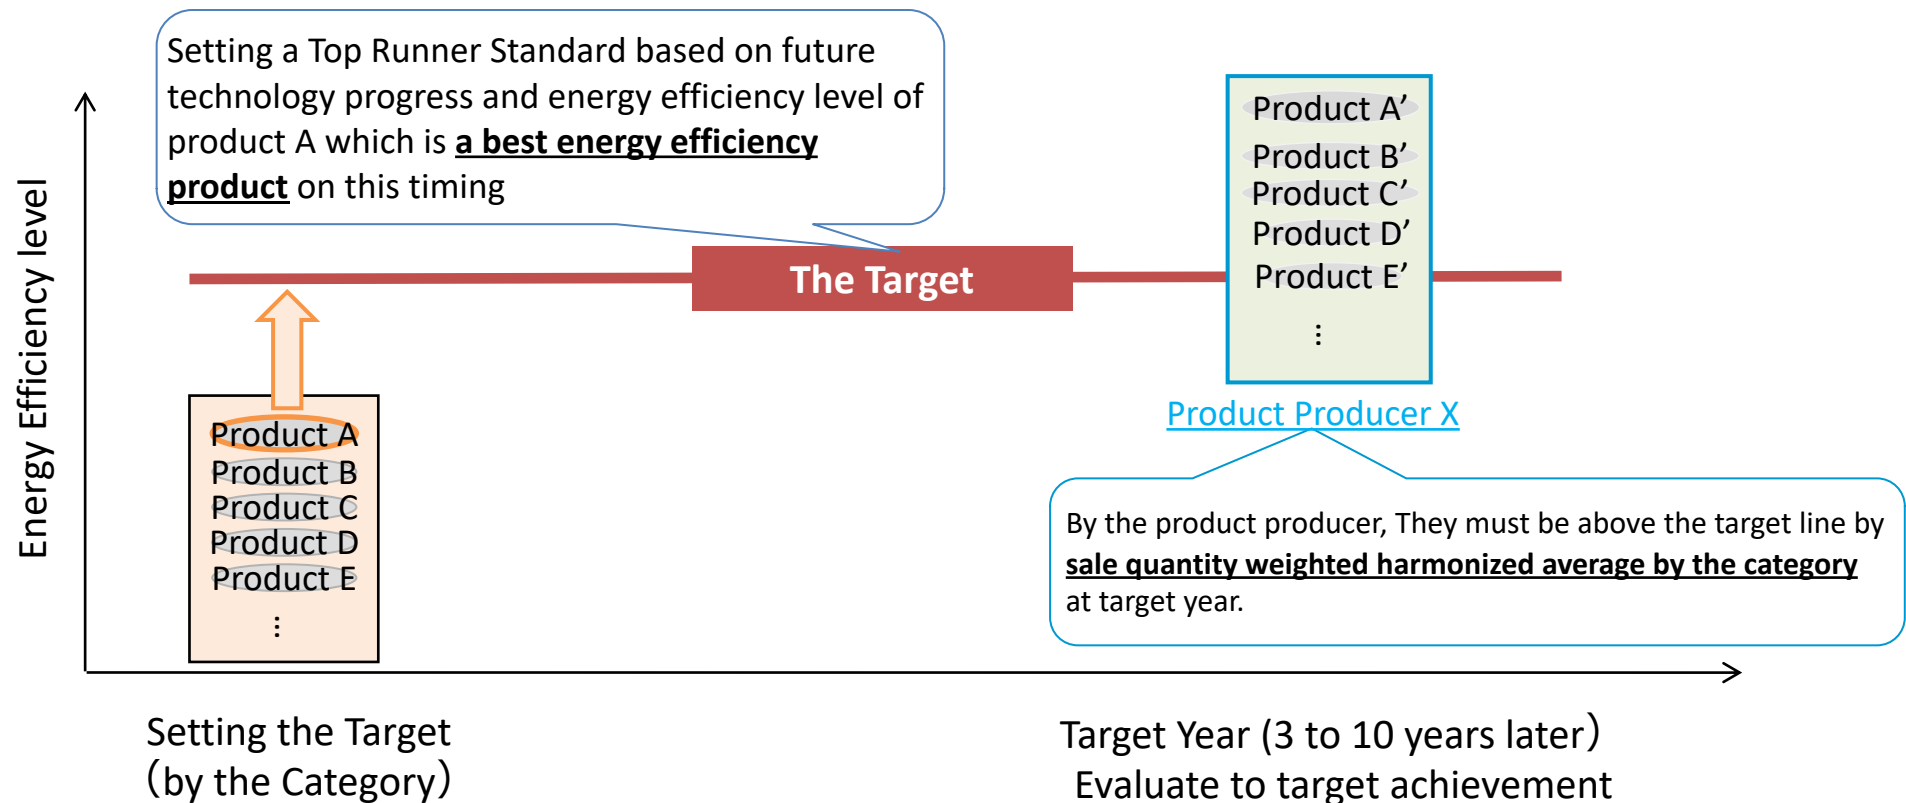 Setting a Top Runner Standard based on future
technology progress and energy efficiency level of
product A which is a best energy efficiency
product on this timing
Energy Efficiency level
The Target
Product A
Product B
Product C
Product D
Product E
...
Product A’
Product B’
Product C’
Product D’
Product E’
...
Product Producer X
By the product producer, They must be above the target line by
sale quantity weighted harmonized average by the category
at target year.
Setting the Target
（by the Category）
Target Year (3 to 10 years later）
Evaluate to target achievement